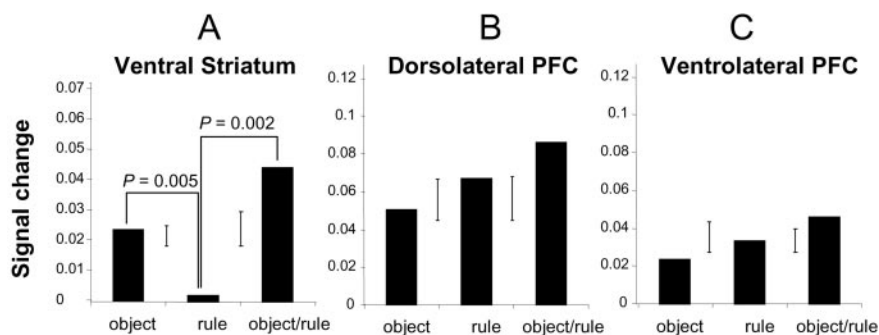 A
Ventral Striatum
Signal change
0.07
0.06
0.05
0.04
0.03
0.02
0.01
0
P = 0.005
P = 0.002
object
rule
object/rule
B
Dorsolateral PFC
0.12
0.1
0.08
0.06
0.04
0.02
0
object
rule
object/rule
C
Ventrolateral PFC
0.12
0.1
0.08
0.06
0.04
0.02
0
object
rule
object/rule